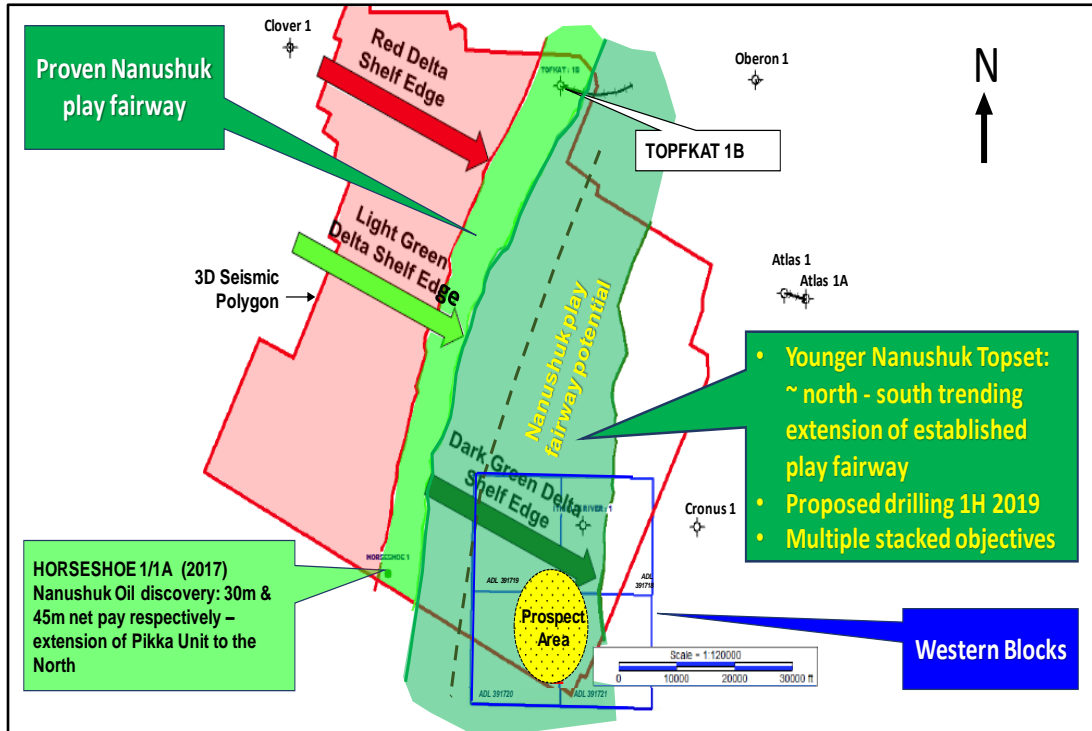 Clover 1
Red Delta
Shelf Edge
Proven Nanushuk
play fairway
TOFKAT : 1B
Oberon 1
N
TOPFKAT 1B
Light Green
Delta Shelf Edge
3D Seismic
Polygon
Atlas 1
Atlas 1A
Nanushuk play
fairway potential
• Younger Nanushuk Topset:
~ north - south trending
extension of established
play fairway
• Proposed drilling 1H 2019
• Multiple stacked objectives
Dark Green Delta
Shelf Edge
RIVER : 1
Cronus 1
HORSESHOE 1
HORSESHOE 1/1A (2017)
Nanushuk Oil discovery: 30m &
45m net pay respectively –
extension of Pikka Unit to the
North
ADL 391719
ADL
391718
Prospect
Area
Western Blocks
Scale = 1:120000
0 10000 20000 30000 ft
ADL 391720
ADL 391721